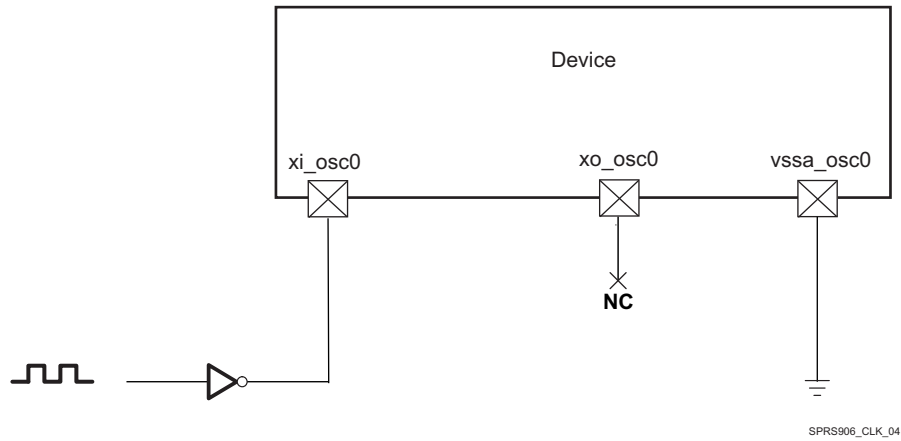 Device
xi_osc0
xo_osc0
vssa_osc0
NC
SPRS906_CLK_04